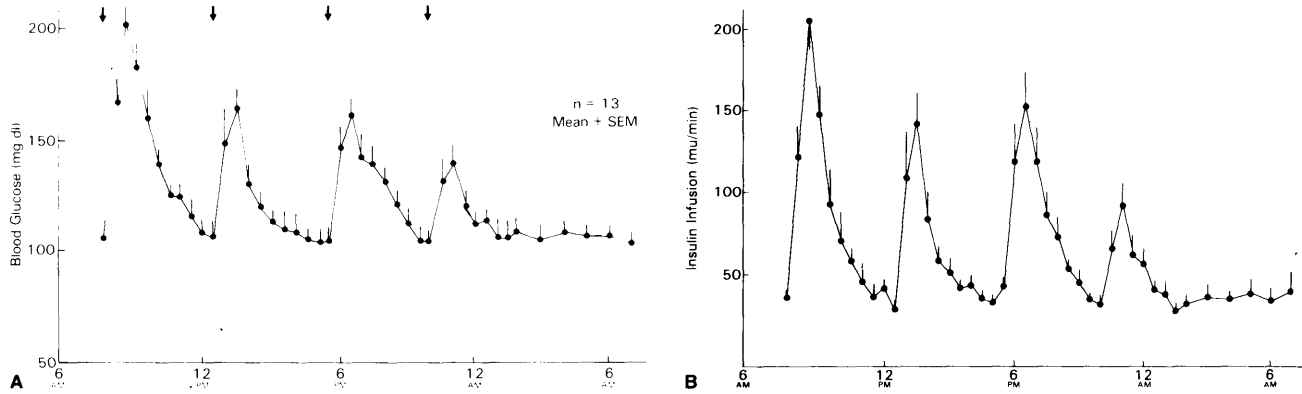 200
150
100
50
Blood Glucose (mg dl)
n = 13
Mean + SEM
6
AM
12
PM
6
PM
12
AM
6
AM
A
200
150
100
50
Insulin Infusion (mu/min)
6
AM
12
PM
6
PM
12
AM
6
AM
B